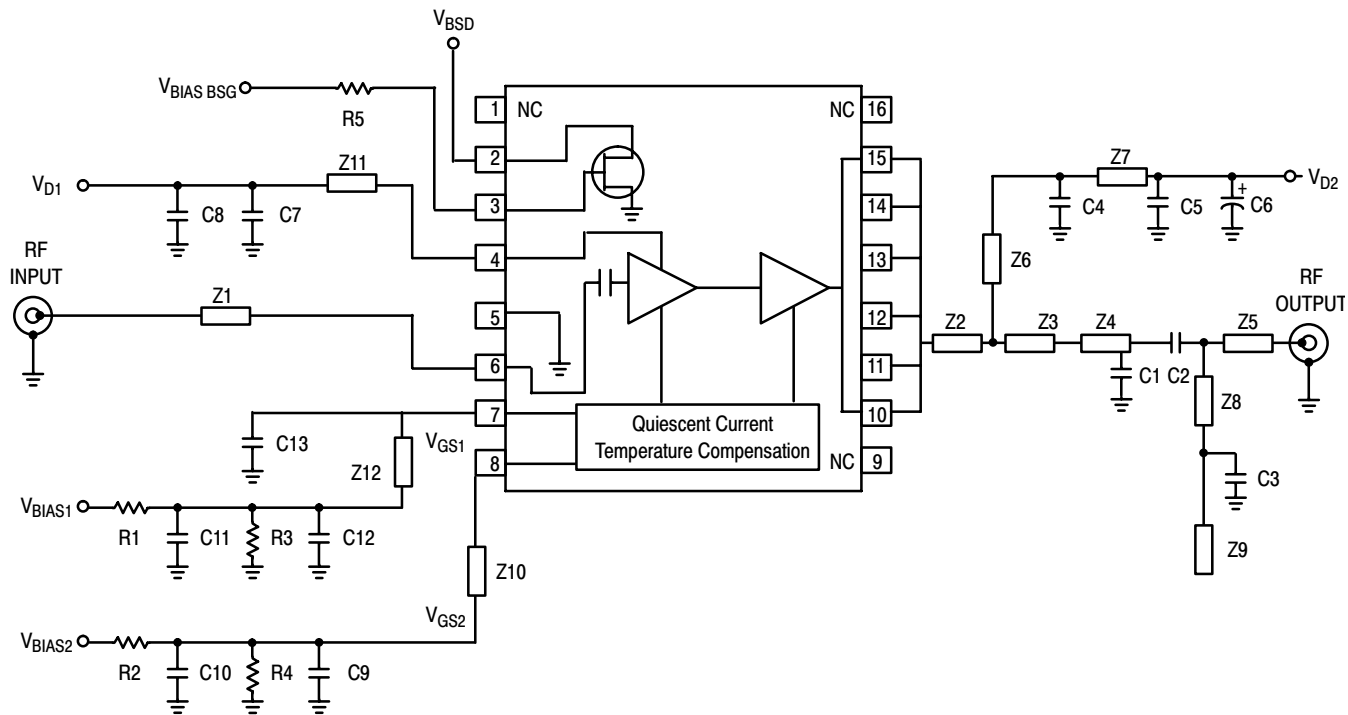 VBSD
VBIAS BSG
R5
1
NC
NC
16
2
15
Z11
Z7
VD1
VD2
3
14
C8
C7
C4
C5
+
C6
RF
INPUT
4
13
Z6
RF
OUTPUT
Z1
5
12
Z2
Z3
Z4
Z5
6
11
C1
C2
7
10
Z8
VGS1
Quiescent Current
Temperature Compensation
C13
Z12
8
NC
9
C3
VBIAS1
R1
C11
R3
C12
Z10
Z9
VGS2
VBIAS2
R2
C10
R4
C9